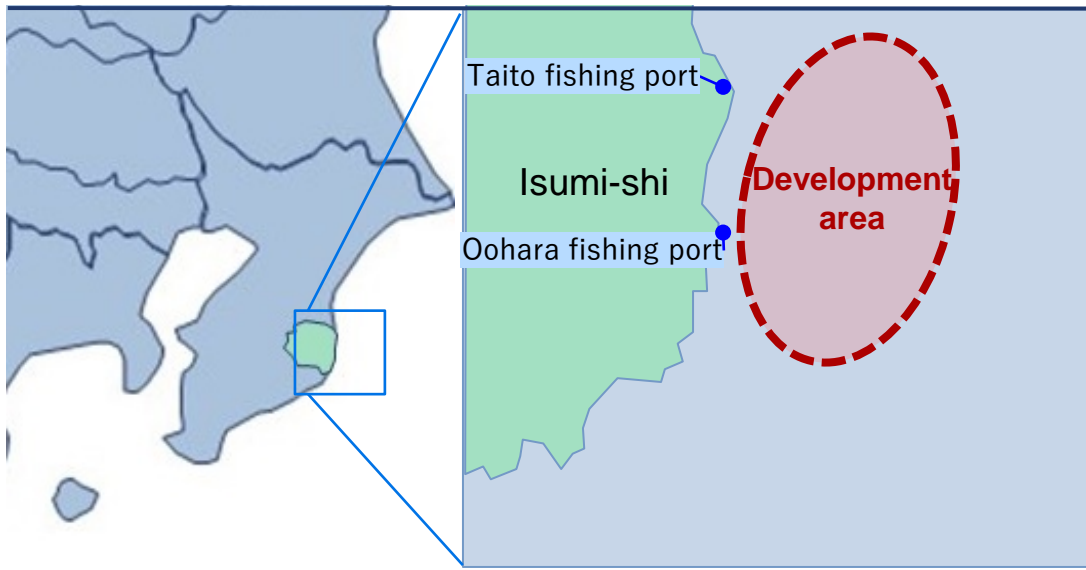 Taito fishing port
Isumi-shi
Development
area
Oohara fishing port